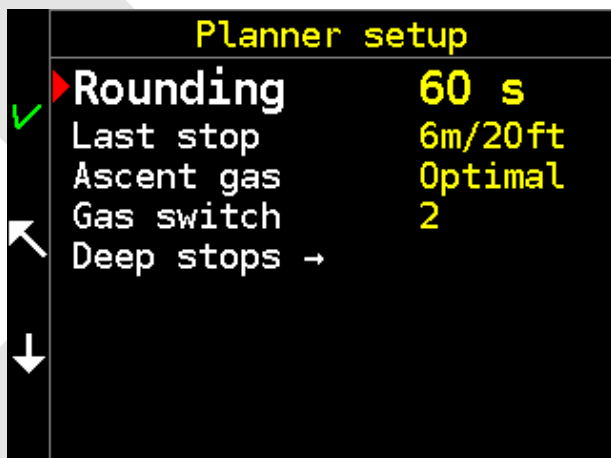 Planner setup
Rounding 60 s
Last stop 6m/20ft
Ascent gas Optimal
Gas switch 2
Deep stops →